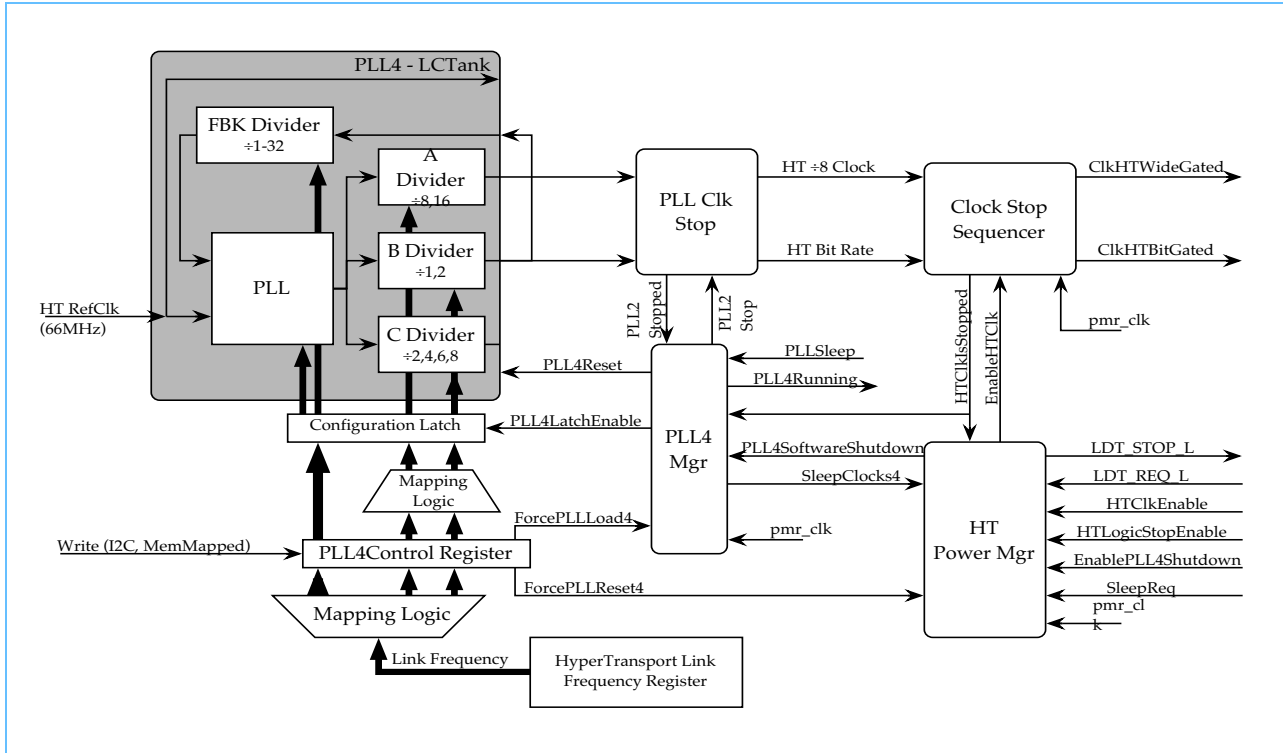 PLL4 - LCTank
FBK Divider
÷1-32
A
Divider
÷8,16
B Divider
÷1,2
C Divider
÷2,4,6,8
PLL
HT RefClk
(66MHz)
PLL Clk
Stop
HT ÷8 Clock
HT Bit Rate
Clock Stop
Sequencer
ClkHTWideGated
ClkHTBitGated
pmr_clk
PLL2
Stopped
PLL2
Stop
HTClkIsStopped
EnableHTClk
PLLSleep
PLL4Reset
PLL4Running
Configuration Latch
PLL4LatchEnable
PLL4
Mgr
PLL4SoftwareShutdown
SleepClocks4
LDT_STOP_L
LDT_REQ_L
HTClkEnable
HTLogicStopEnable
EnablePLL4Shutdown
SleepReq
pmr_cl
k
HT
Power Mgr
Mapping
Logic
ForcePLLLoad4
pmr_clk
Write (I2C, MemMapped)
PLL4Control Register
ForcePLLReset4
Mapping Logic
Link Frequency
HyperTransport Link
Frequency Register